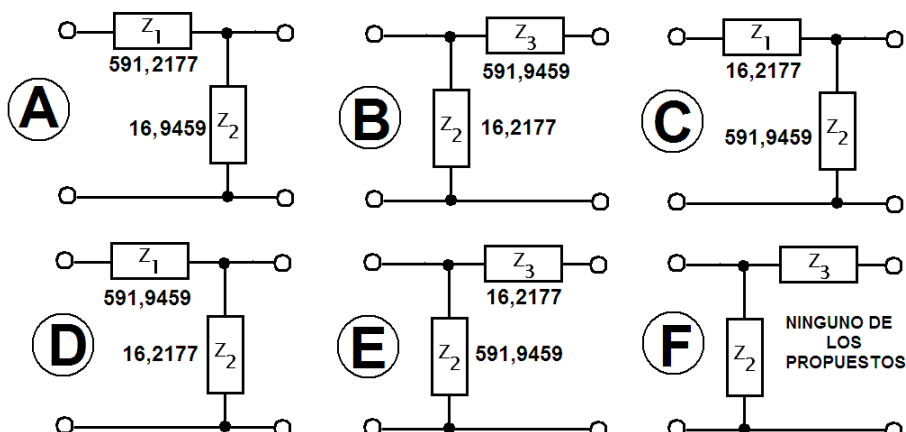 Z1
591,2177
A
16,9459
Z2
Z3
591,9459
B
Z2
16,2177
Z1
16,2177
C
591,9459
Z2
Z1
591,9459
D
16,2177
Z2
Z3
16,2177
E
Z2
591,9459
Z3
F
Z2
NINGUNO DE
LOS
PROPUESTOS